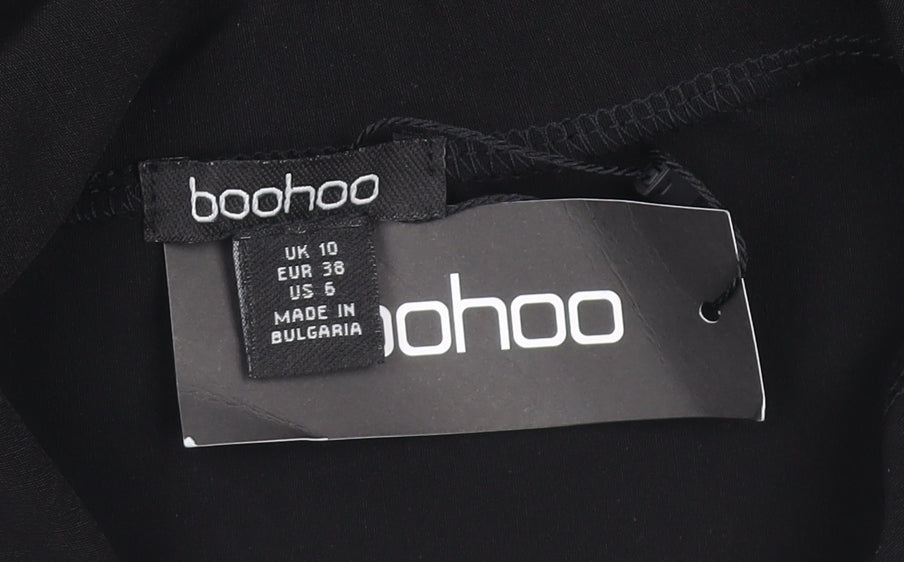 boohoo
UK 10
EUR 38
US 6
MADE IN
BULGARIA
oohoo